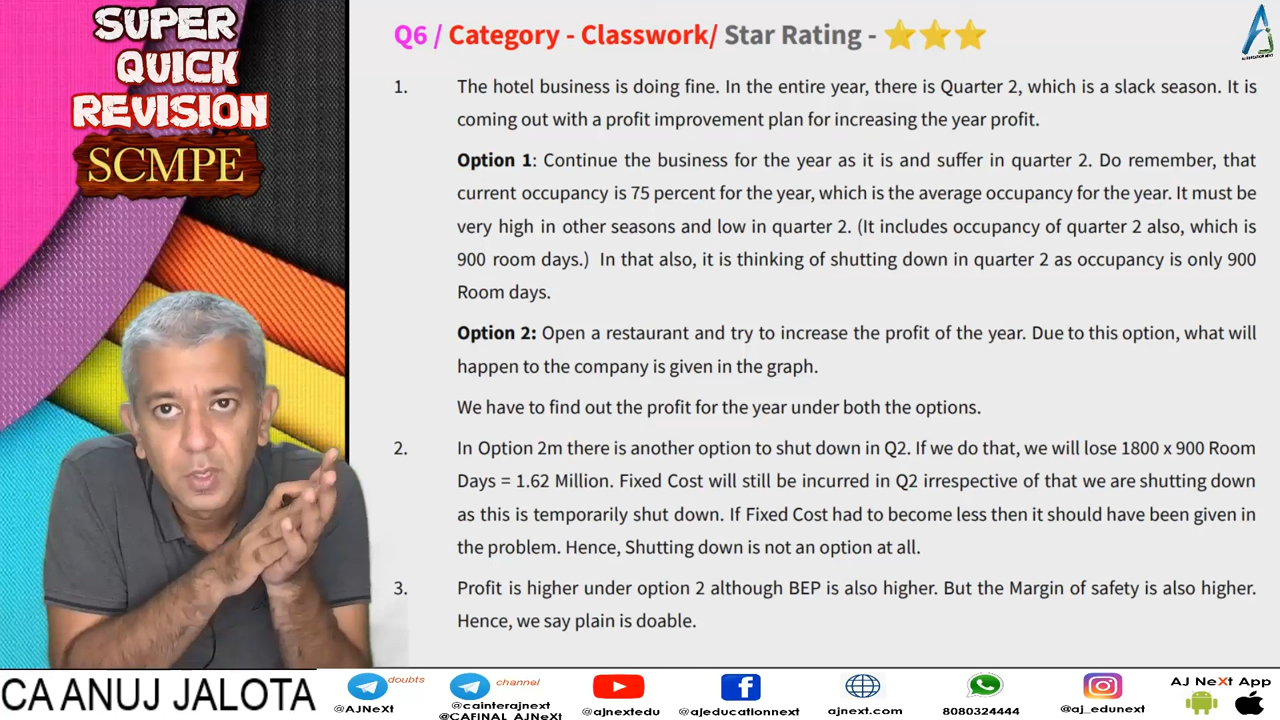 SUPER
QUICK
REVISION
SCMPE
Q6 / Category - Classwork/ Star Rating - ⭐⭐⭐
1. The hotel business is doing fine. In the entire year, there is Quarter 2, which is a slack season. It is
coming out with a profit improvement plan for increasing the year profit.
Option 1: Continue the business for the year as it is and suffer in quarter 2. Do remember, that
current occupancy is 75 percent for the year, which is the average occupancy for the year. It must be
very high in other seasons and low in quarter 2. (It includes occupancy of quarter 2 also, which is
900 room days.) In that also, it is thinking of shutting down in quarter 2 as occupancy is only 900
Room days.
Option 2: Open a restaurant and try to increase the profit of the year. Due to this option, what will
happen to the company is given in the graph.
We have to find out the profit for the year under both the options.
2. In Option 2m there is another option to shut down in Q2. If we do that, we will lose 1800 x 900 Room
Days = 1.62 Million. Fixed Cost will still be incurred in Q2 irrespective of that we are shutting down
as this is temporarily shut down. If Fixed Cost had to become less then it should have been given in
the problem. Hence, Shutting down is not an option at all.
3. Profit is higher under option 2 although BEP is also higher. But the Margin of safety is also higher.
Hence, we say plain is doable.
CA ANUJ JALOTA
doubts
@AJNeXt
channel
@cainterajnext
@CAFINAL_AJNeXt
@ajnextedu
@ajeducationnext
ajnext.com
8080324444
@aj_edunext
AJ NeXt App